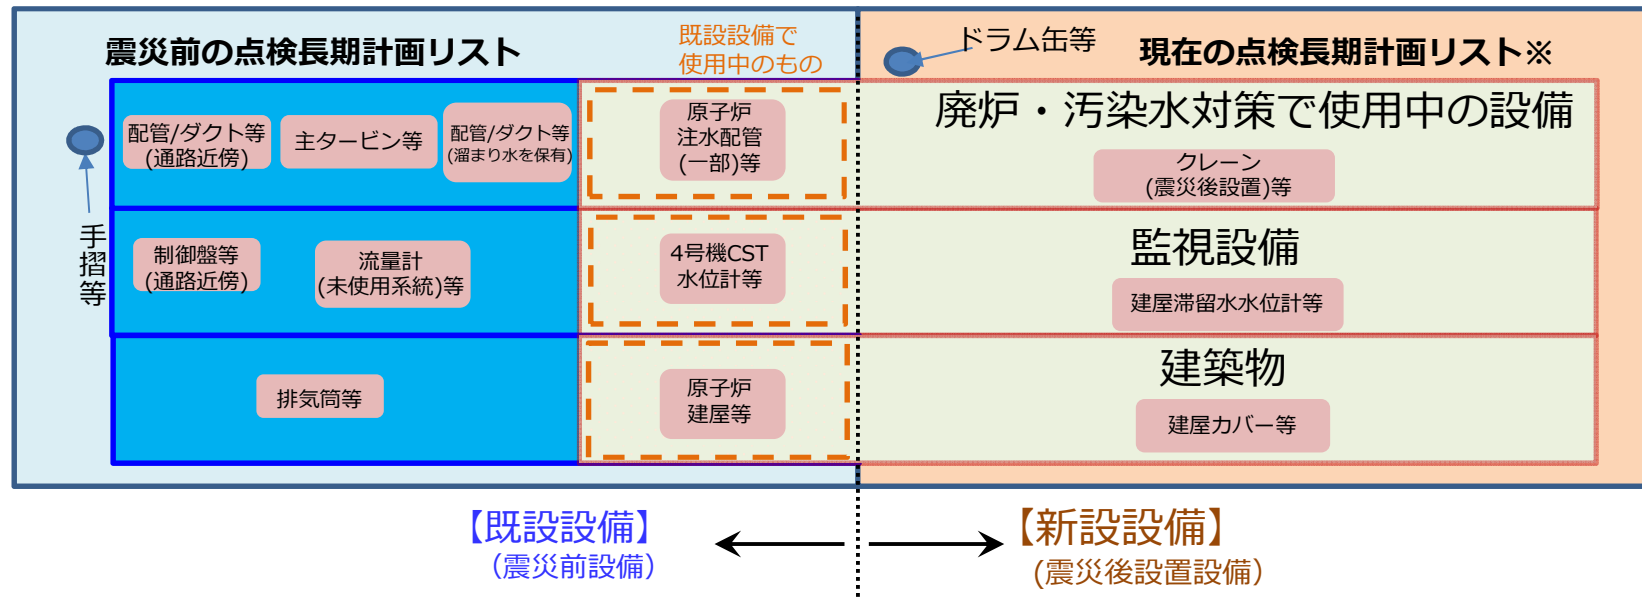 震災前の点検長期計画リスト
既設設備で
使用中のもの
ドラム缶等
現在の点検長期計画リスト※
配管/ダクト等
(通路近傍)
主タービン等
配管/ダクト等
(溜まり水を保有)
原子炉
注水配管
(一部)等
廃炉・汚染水対策で使用中の設備
クレーン
(震災後設置)等
手摺等
制御盤等
(通路近傍)
流量計
(未使用系統)等
4号機CST
水位計等
監視設備
建屋滞留水水位計等
排気筒等
原子炉
建屋等
建築物
建屋カバー等
【既設設備】
（震災前設備）
【新設設備】
(震災後設置設備）